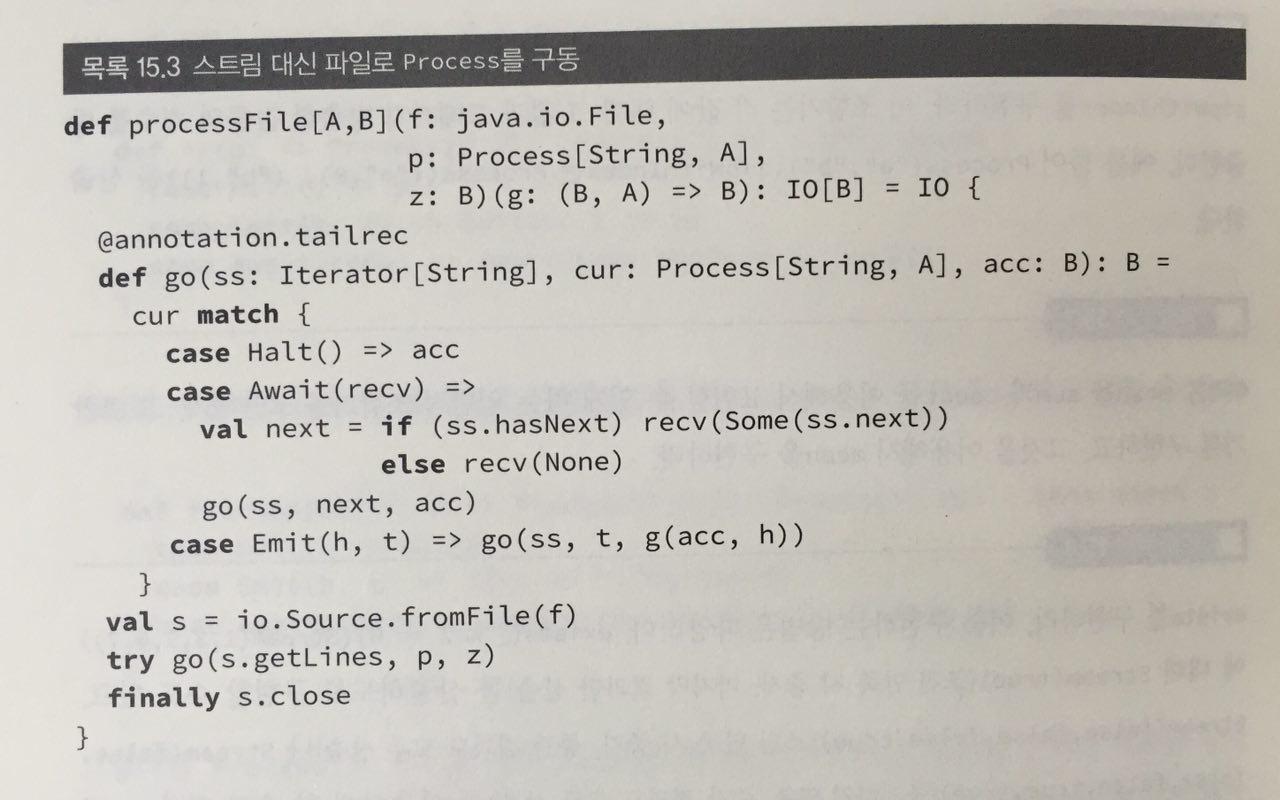 목록 15.3 스트림 대신 파일로 Process를 구동
def processFile[A,B](f: java.io.File,
                     p: Process[String, A],
                     z: B)(g: (B, A) => B): IO[B] = IO {
  @annotation.tailrec
  def go(ss: Iterator[String], cur: Process[String, A], acc: B): B =
    cur match {
      case Halt() => acc
      case Await(recv) =>
        val next = if (ss.hasNext) recv(Some(ss.next))
                   else recv(None)
        go(ss, next, acc)
      case Emit(h, t) => go(ss, t, g(acc, h))
    }
  val s = io.Source.fromFile(f)
  try go(s.getLines, p, z)
  finally s.close
}